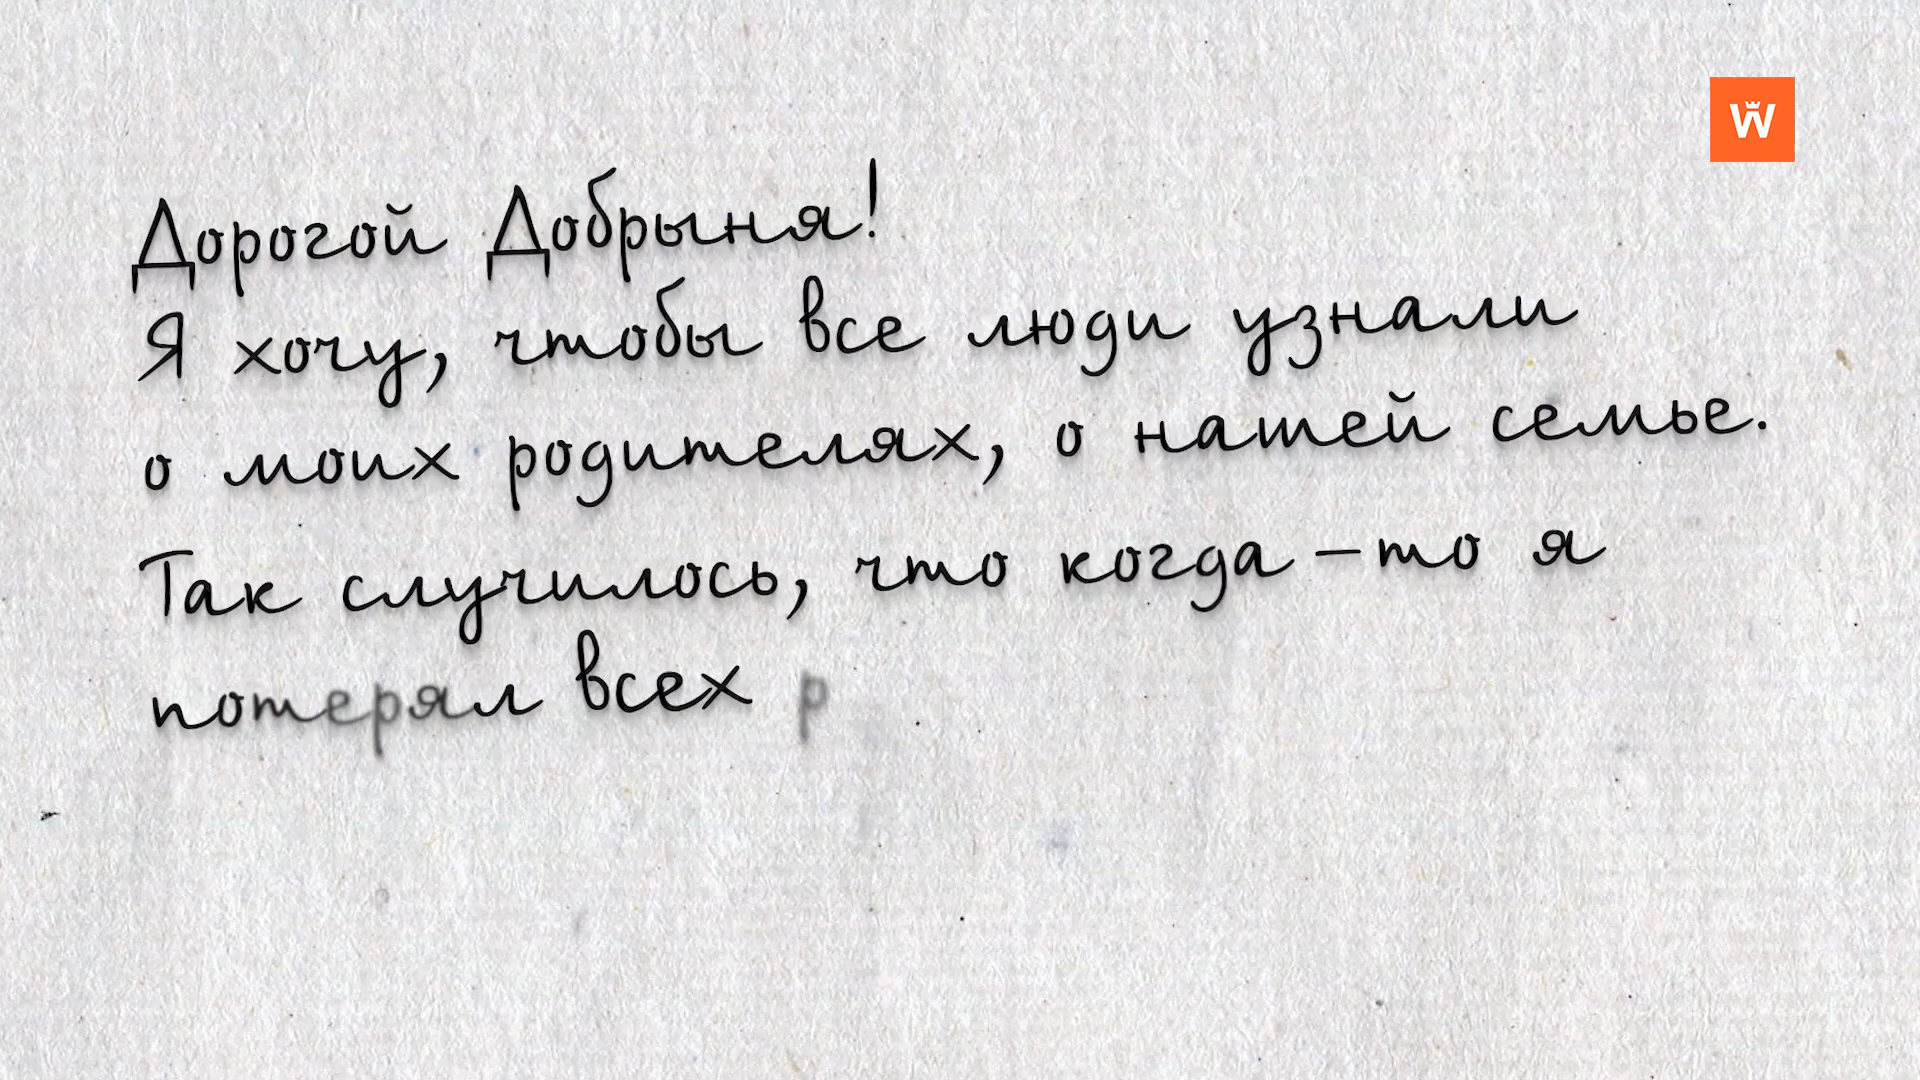 Дорогой Добрыня!
Я хочу, чтобы все люди узнали
о моих родителях, о нашей семье.
Так случилось, что когда-то я
потерял всех р
W